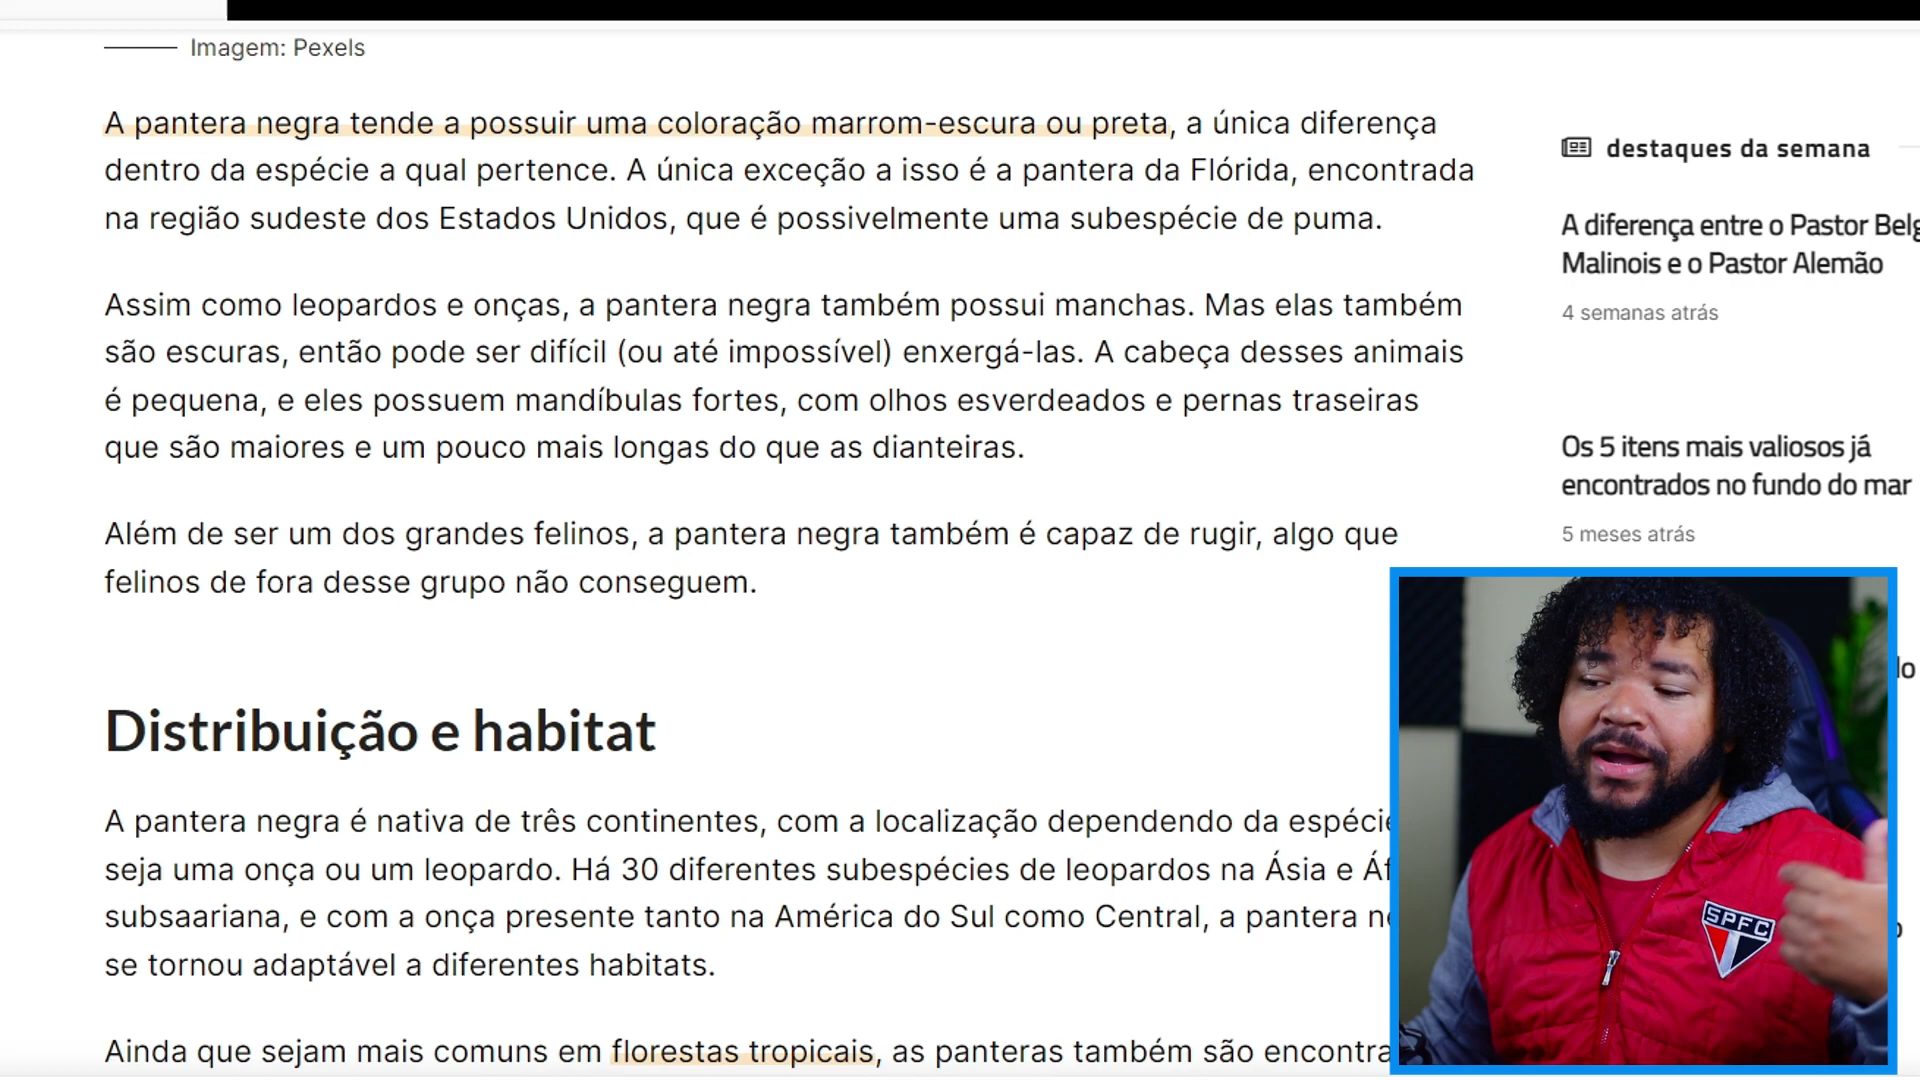 Imagem: Pexels
A pantera negra tende a possuir uma coloração marrom-escura ou preta, a única diferença
dentro da espécie a qual pertence. A única exceção a isso é a pantera da Flórida, encontrada
na região sudeste dos Estados Unidos, que é possivelmente uma subespécie de puma.
Assim como leopardos e onças, a pantera negra também possui manchas. Mas elas também
são escuras, então pode ser difícil (ou até impossível) enxergá-las. A cabeça desses animais
é pequena, e eles possuem mandíbulas fortes, com olhos esverdeados e pernas traseiras
que são maiores e um pouco mais longas do que as dianteiras.
Além de ser um dos grandes felinos, a pantera negra também é capaz de rugir, algo que
felinos de fora desse grupo não conseguem.
Distribuição e habitat
A pantera negra é nativa de três continentes, com a localização dependendo da espécie
seja uma onça ou um leopardo. Há 30 diferentes subespécies de leopardos na Ásia e
subsaariana, e com a onça presente tanto na América do Sul como Central, a pantera
se tornou adaptável a diferentes habitats.
Ainda que sejam mais comuns em florestas tropicais, as panteras também são
destaques da semana
A diferença entre o Pastor
Malinois e o Pastor Alemão
4 semanas atrás
Os 5 itens mais valiosos já
encontrados no fundo do mar
5 meses atrás
SPFC